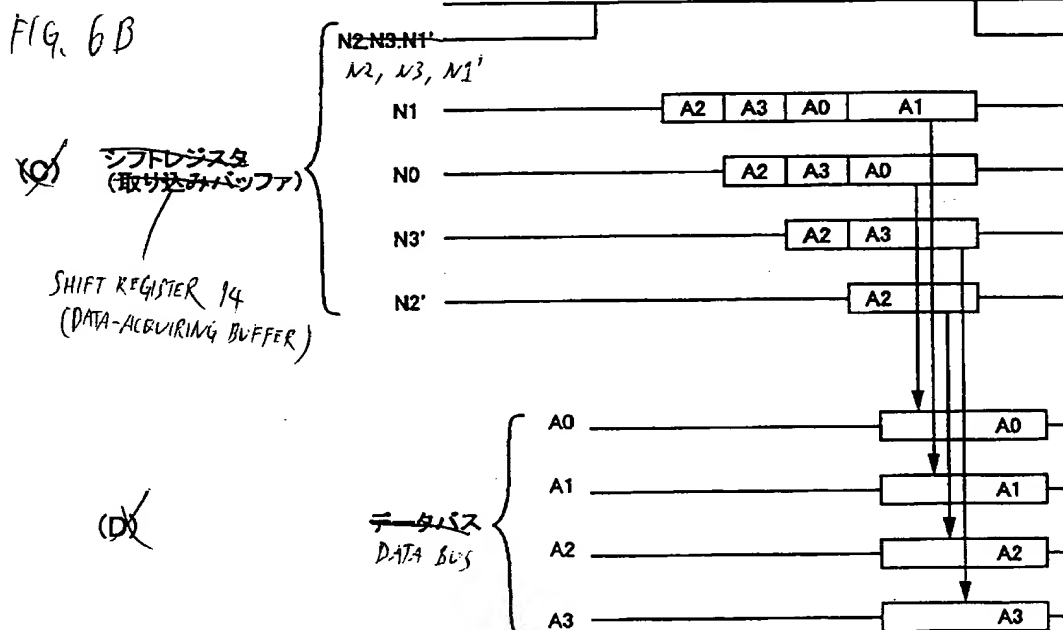 FIG. 6B
N2.N3.N1'
N2, N3, N1'
N1 A2 A3 A0 A1
(C) シフトレジスタ
(取り込みバッファ)
N0 A2 A3 A0
N3' A2 A3
SHIFT REGISTER 14
(DATA-ACQUIRING BUFFER)
N2' A2
A0 A0
A1 A1
(D) データバス
DATA BUS
A2 A2
A3 A3